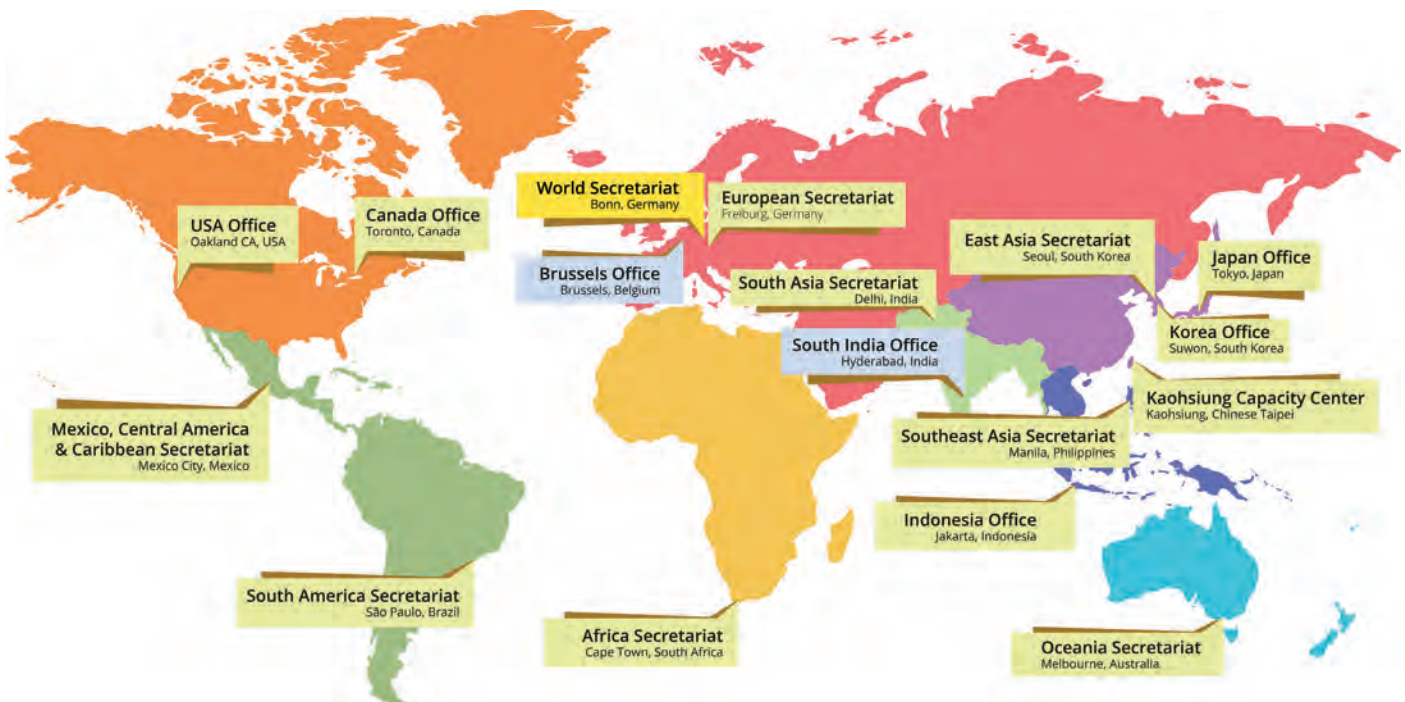 USA Office
Oakland CA, USA
Canada Office
Toronto, Canada
World Secretariat
Bonn, Germany
European Secretariat
Freiburg, Germany
Brussels Office
Brussels, Belgium
East Asia Secretariat
Seoul, South Korea
Japan Office
Tokyo, Japan
South Asia Secretariat
Delhi, India
South India Office
Hyderabad, India
Korea Office
Suwon, South Korea
Kaohsiung Capacity Center
Kaohsiung, Chinese Taipei
Mexico, Central America
& Caribbean Secretariat
Mexico City, Mexico
Southeast Asia Secretariat
Manila, Philippines
Indonesia Office
Jakarta, Indonesia
South America Secretariat
São Paulo, Brazil
Africa Secretariat
Cape Town, South Africa
Oceania Secretariat
Melbourne, Australia